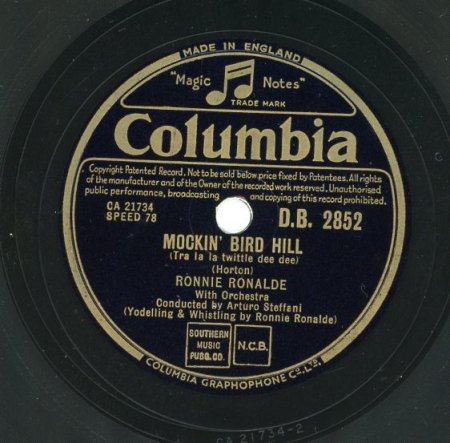 MADE IN ENGLAND
"Magic Notes"
TRADE MARK
Columbia
Copyright Patented Record. Not to be sold below price fixed by Patentees. All rights
of the manufacturer and of the Owner of the recorded work reserved. Unauthorised
public performance, broadcasting and copying of this record prohibited.
CA 21734
SPEED 78
D.B. 2852
MOCKIN' BIRD HILL
(Tra la la twittle dee dee)
(Horton)
RONNIE RONALDE
With Orchestra
Conducted by Arturo Steffani
(Yodelling & Whistling by Ronnie Ronalde)
SOUTHERN
MUSIC
PUBG. CO.
N.C.B.
COLUMBIA GRAPHOPHONE CO. LTD.
CA 21734-2